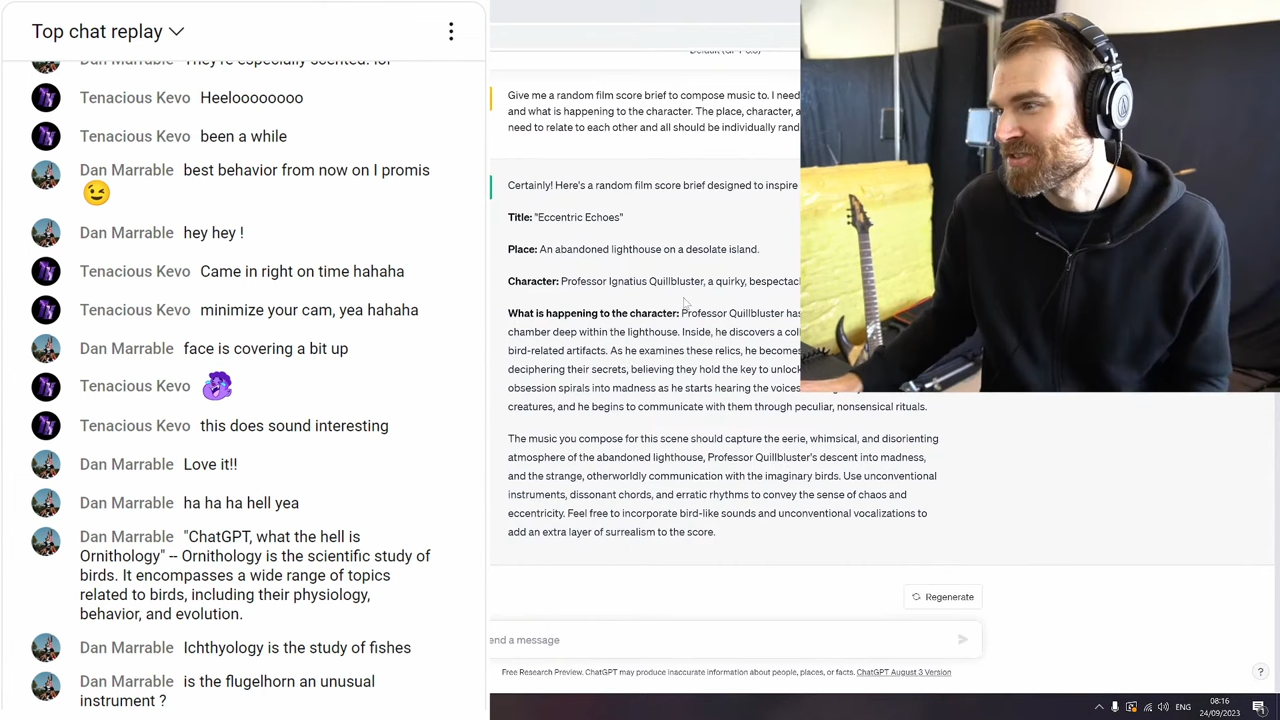 Top chat replay
Dan Marrable They're especially scented! lol
Tenacious Kevo Heeloooooooo
Tenacious Kevo been a while
Dan Marrable best behavior from now on I promis
Dan Marrable hey hey !
Tenacious Kevo Came in right on time hahaha
Tenacious Kevo minimize your cam, yea hahaha
Dan Marrable face is covering a bit up
Tenacious Kevo
Tenacious Kevo this does sound interesting
Dan Marrable Love it!!
Dan Marrable ha ha ha hell yea
Dan Marrable "ChatGPT, what the hell is
Ornithology" -- Ornithology is the scientific study of
birds. It encompasses a wide range of topics
related to birds, including their physiology,
behavior, and evolution.
Dan Marrable Ichthyology is the study of fishes
Dan Marrable is the flugelhorn an unusual
instrument ?
Default (GPT-3.5)
Give me a random film score brief to compose music to. I need
and what is happening to the character. The place, character, a
need to relate to each other and all should be individually rand
Certainly! Here's a random film score brief designed to inspire
Title: "Eccentric Echoes"
Place: An abandoned lighthouse on a desolate island.
Character: Professor Ignatius Quillbluster, a quirky, bespectacl
What is happening to the character: Professor Quillbluster has
chamber deep within the lighthouse. Inside, he discovers a coll
bird-related artifacts. As he examines these relics, he becomes
deciphering their secrets, believing they hold the key to unlock
obsession spirals into madness as he starts hearing the voices
creatures, and he begins to communicate with them through peculiar, nonsensical rituals.
The music you compose for this scene should capture the eerie, whimsical, and disorienting
atmosphere of the abandoned lighthouse, Professor Quillbluster's descent into madness,
and the strange, otherworldly communication with the imaginary birds. Use unconventional
instruments, dissonant chords, and erratic rhythms to convey the sense of chaos and
eccentricity. Feel free to incorporate bird-like sounds and unconventional vocalizations to
add an extra layer of surrealism to the score.
Regenerate
end a message
Free Research Preview. ChatGPT may produce inaccurate information about people, places, or facts. ChatGPT August 3 Version
?
ENG
08:16
24/09/2023